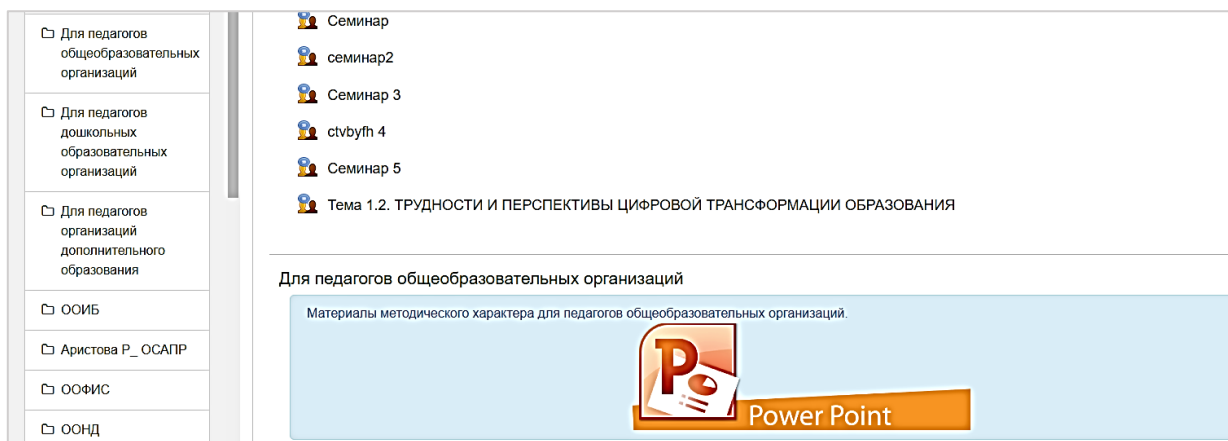 Для педагогов
общеобразовательных
организаций
Для педагогов
дошкольных
образовательных
организаций
Для педагогов
организаций
дополнительного
образования
ООИБ
Аристова Р_ ОСАПР
ООФИС
ООНД
Семинар
семинар2
Семинар 3
ctvbyfh 4
Семинар 5
Тема 1.2. ТРУДНОСТИ И ПЕРСПЕКТИВЫ ЦИФРОВОЙ ТРАНСФОРМАЦИИ ОБРАЗОВАНИЯ
Для педагогов общеобразовательных организаций
Материалы методического характера для педагогов общеобразовательных организаций.
P
Power Point